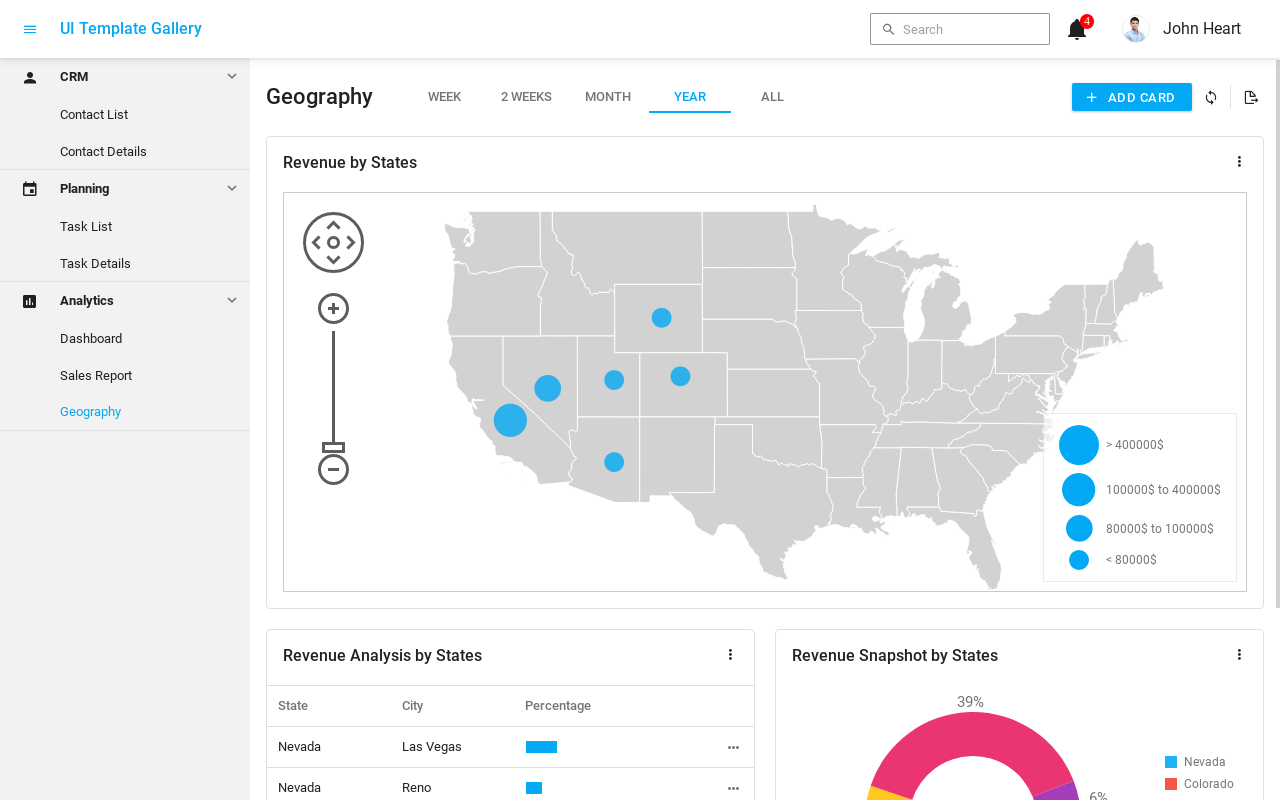 UI Template Gallery
Search
4
John Heart
CRM
Contact List
Contact Details
Planning
Task List
Task Details
Analytics
Dashboard
Sales Report
Geography
Geography
WEEK
2 WEEKS
MONTH
YEAR
ALL
ADD CARD
Revenue by States
> 400000$
100000$ to 400000$
80000$ to 100000$
< 80000$
Revenue Analysis by States
State City Percentage
Nevada Las Vegas
Nevada Reno
Revenue Snapshot by States
39%
6%
Nevada
Colorado